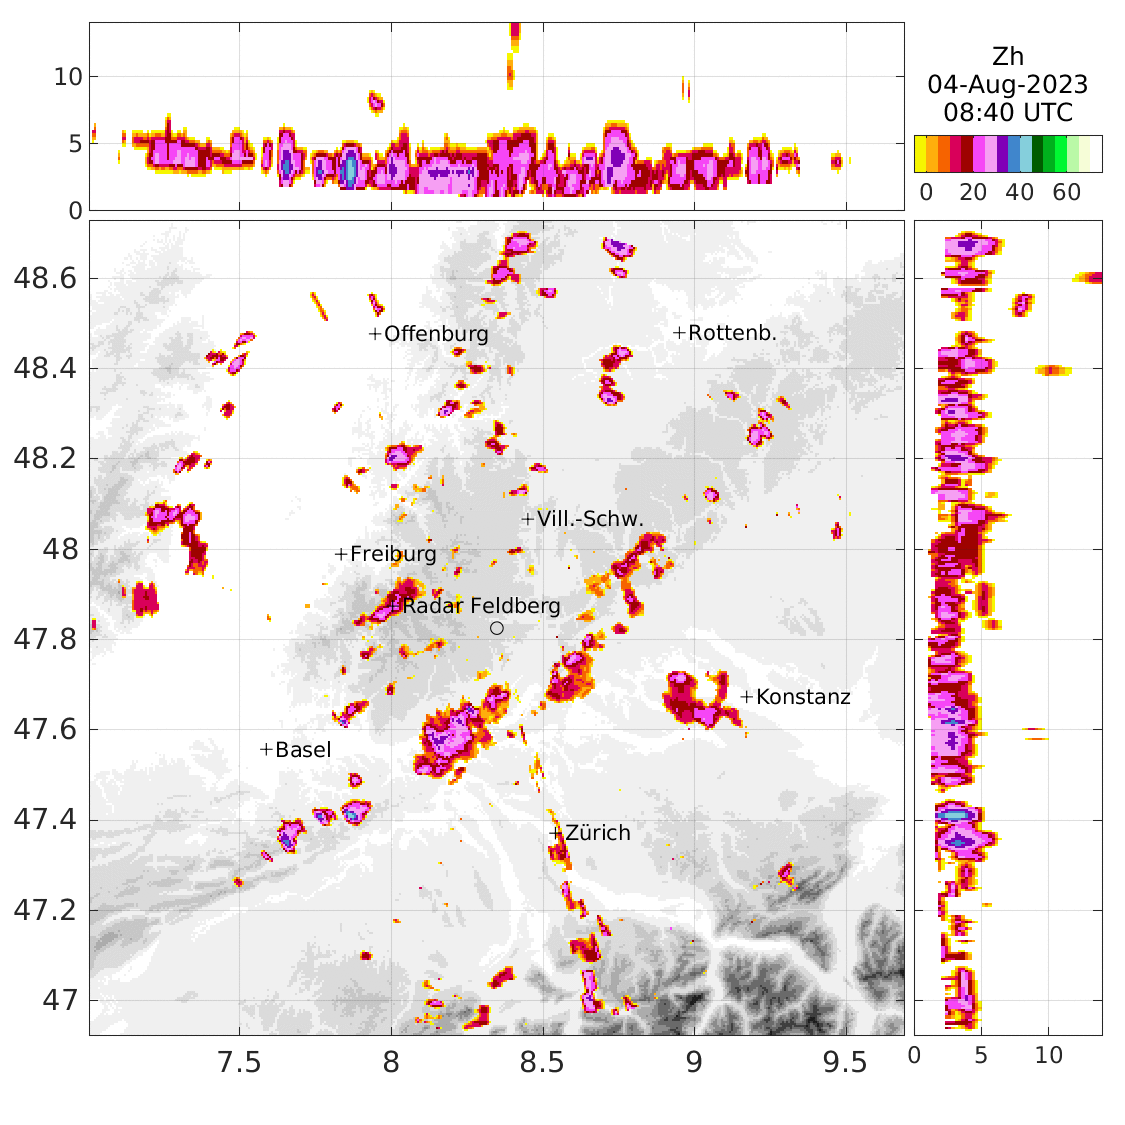 10
5
0
Zh
04-Aug-2023
08:40 UTC
0 20 40 60
48.6
48.4
48.2
48
47.8
47.6
47.4
47.2
47
+Offenburg
+Rottenb.
+Vill.-Schw.
+Freiburg
+Radar Feldberg
+Konstanz
+Basel
+Zürich
7.5 8 8.5 9 9.5
0 5 10